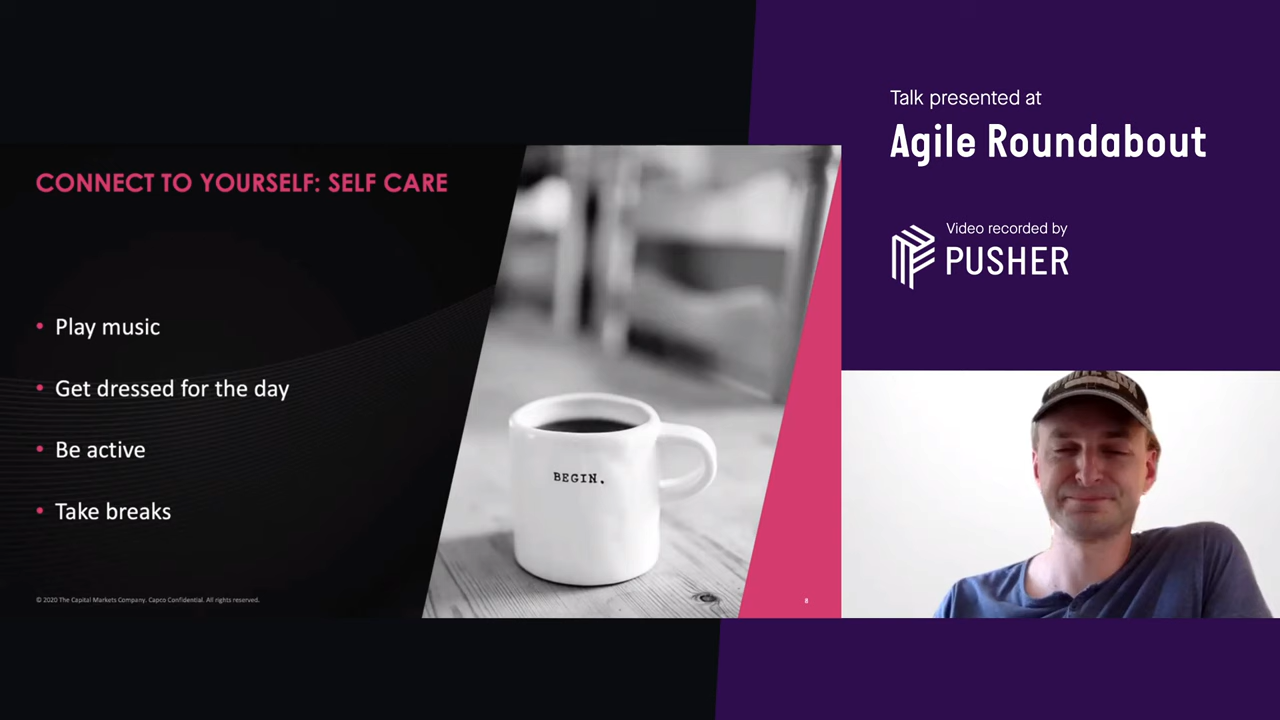 Talk presented at
Agile Roundabout
Video recorded by
PUSHER
CONNECT TO YOURSELF: SELF CARE
• Play music
• Get dressed for the day
• Be active
• Take breaks
BEGIN.
© 2020 The Capital Markets Company. Capco Confidential. All rights reserved.
8